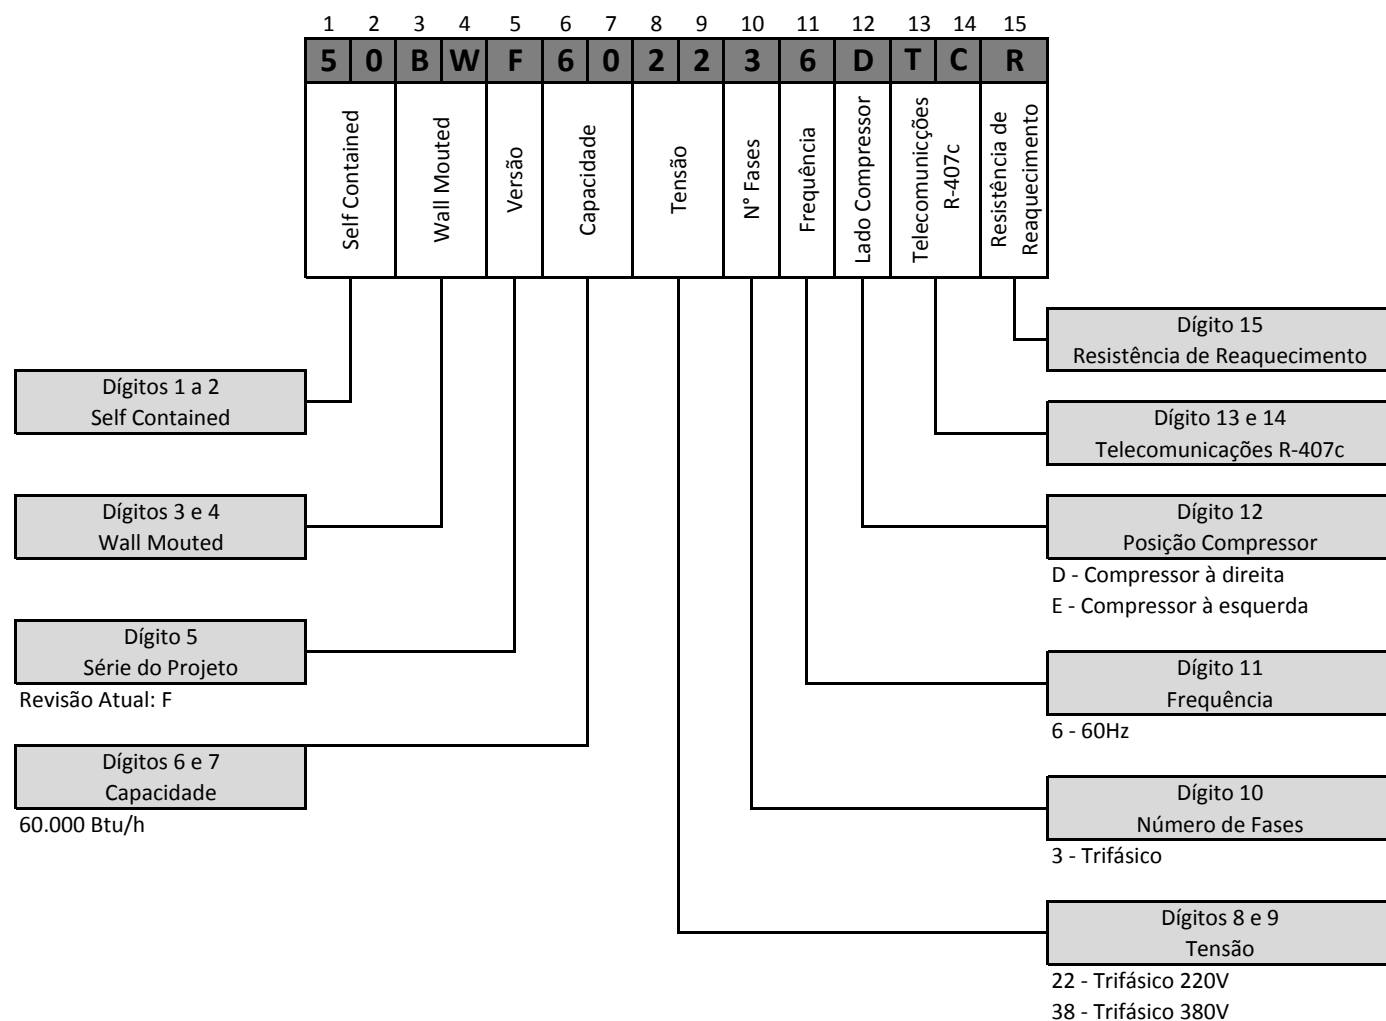 1 2 3 4 5 6 7 8 9 10 11 12 13 14 15
5 0 B W F 6 0 2 2 3 6 D T C R
Self Contained
Wall Mouted
Versão
Capacidade
Tensão
N° Fases
Frequência
Lado Compressor
Telecomunicções
R-407c
Resistência de
Reaquecimento
Dígitos 1 a 2
Self Contained
Dígitos 3 e 4
Wall Mouted
Dígito 5
Série do Projeto
Revisão Atual: F
Dígitos 6 e 7
Capacidade
60.000 Btu/h
Dígito 15
Resistência de Reaquecimento
Dígito 13 e 14
Telecomunicações R-407c
Dígito 12
Posição Compressor
D - Compressor à direita
E - Compressor à esquerda
Dígito 11
Frequência
6 - 60Hz
Dígito 10
Número de Fases
3 - Trifásico
Dígitos 8 e 9
Tensão
22 - Trifásico 220V
38 - Trifásico 380V